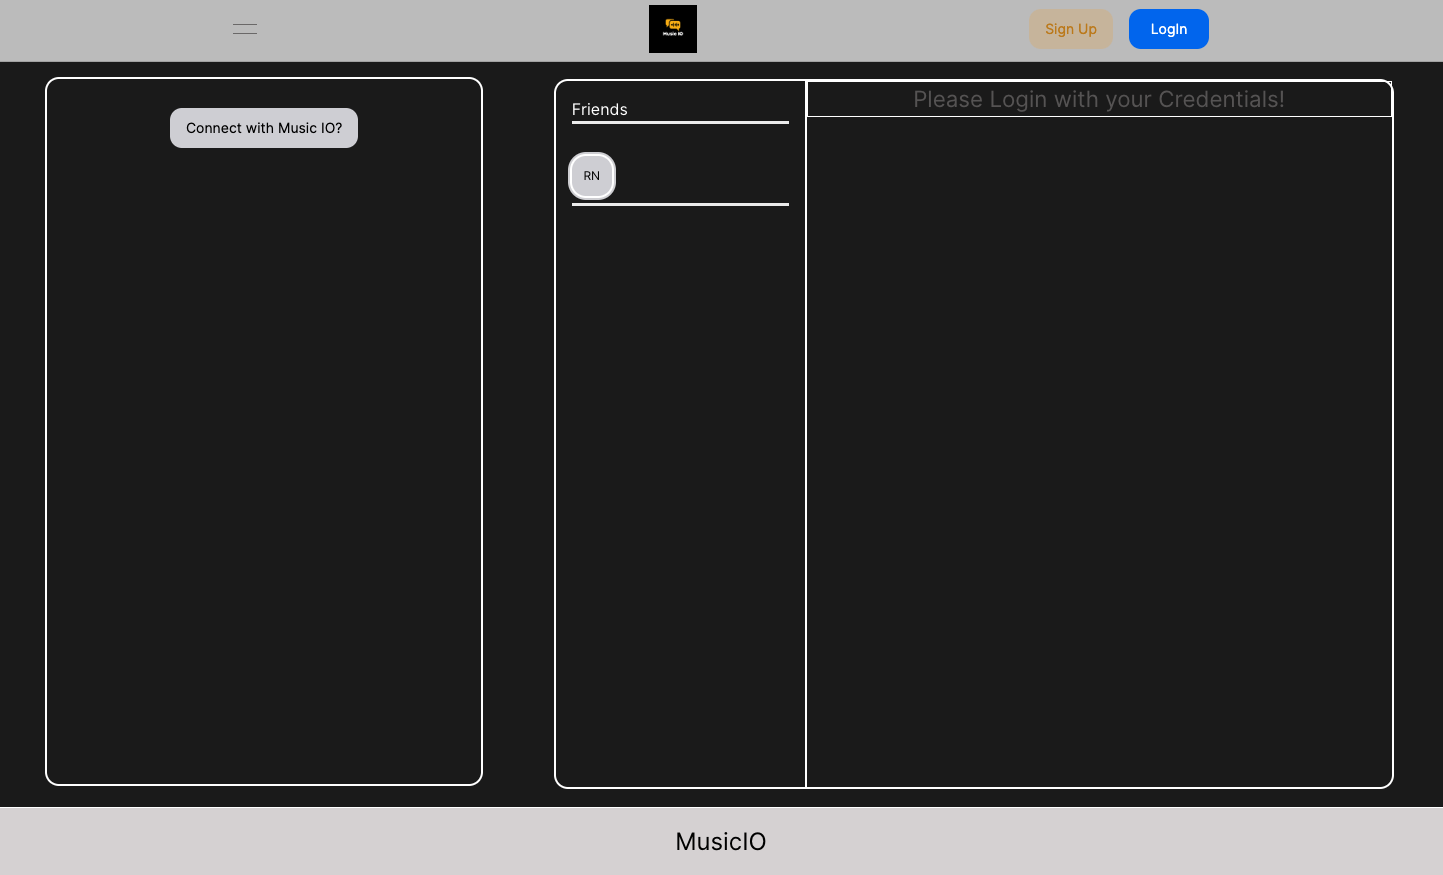 Music IO
Sign Up
LogIn
Connect with Music IO?
Friends
RN
Please Login with your Credentials!
MusicIO